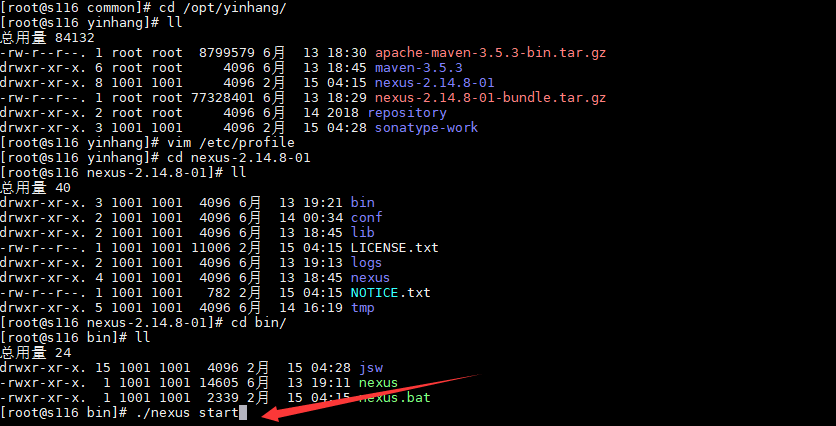 [root@s116 common]# cd /opt/yinhang/
[root@s116 yinhang]# ll
总用量 84132
-rw-r--r--. 1 root root  8799579 6月  13 18:30 apache-maven-3.5.3-bin.tar.gz
drwxr-xr-x. 6 root root     4096 6月  13 18:45 maven-3.5.3
drwxr-xr-x. 8 1001 1001     4096 2月  15 04:15 nexus-2.14.8-01
-rw-r--r--. 1 root root 77328401 6月  13 18:29 nexus-2.14.8-01-bundle.tar.gz
drwxr-xr-x. 2 root root     4096 6月  14 2018 repository
drwxr-xr-x. 3 1001 1001     4096 2月  15 04:28 sonatype-work
[root@s116 yinhang]# vim /etc/profile
[root@s116 yinhang]# cd nexus-2.14.8-01
[root@s116 nexus-2.14.8-01]# ll
总用量 40
drwxr-xr-x. 3 1001 1001  4096 6月  13 19:21 bin
drwxr-xr-x. 2 1001 1001  4096 6月  14 00:34 conf
drwxr-xr-x. 2 1001 1001  4096 6月  13 18:45 lib
-rw-r--r--. 1 1001 1001 11006 2月  15 04:15 LICENSE.txt
drwxr-xr-x. 2 1001 1001  4096 6月  13 19:13 logs
drwxr-xr-x. 4 1001 1001  4096 6月  13 18:45 nexus
-rw-r--r--. 1 1001 1001   782 2月  15 04:15 NOTICE.txt
drwxr-xr-x. 5 1001 1001  4096 6月  14 16:19 tmp
[root@s116 nexus-2.14.8-01]# cd bin/
[root@s116 bin]# ll
总用量 24
drwxr-xr-x. 15 1001 1001  4096 2月  15 04:28 jsw
-rwxr-xr-x.  1 1001 1001 14605 6月  13 19:11 nexus
-rwxr-xr-x.  1 1001 1001  2339 2月  15 04:15 nexus.bat
[root@s116 bin]# ./nexus start